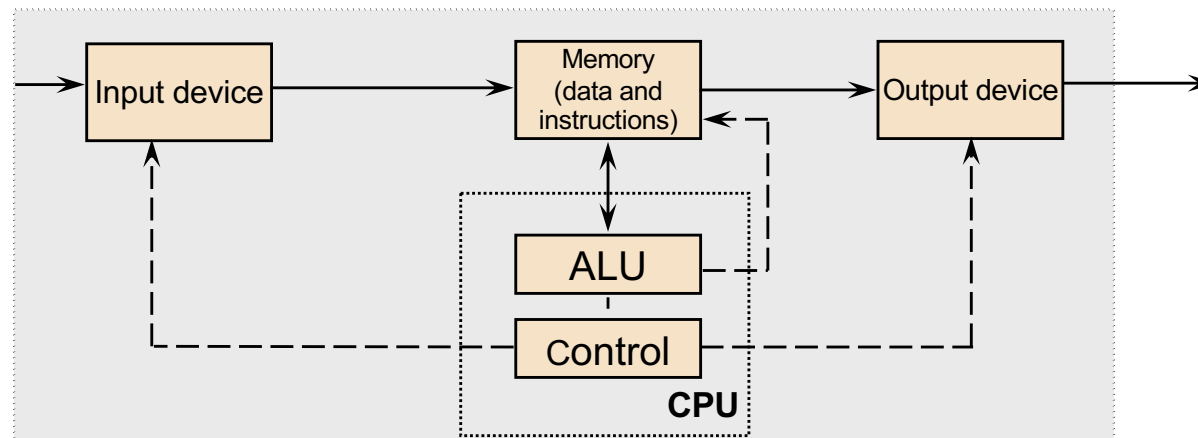 Input device
Memory
(data and
instructions)
Output device
ALU
Control
CPU